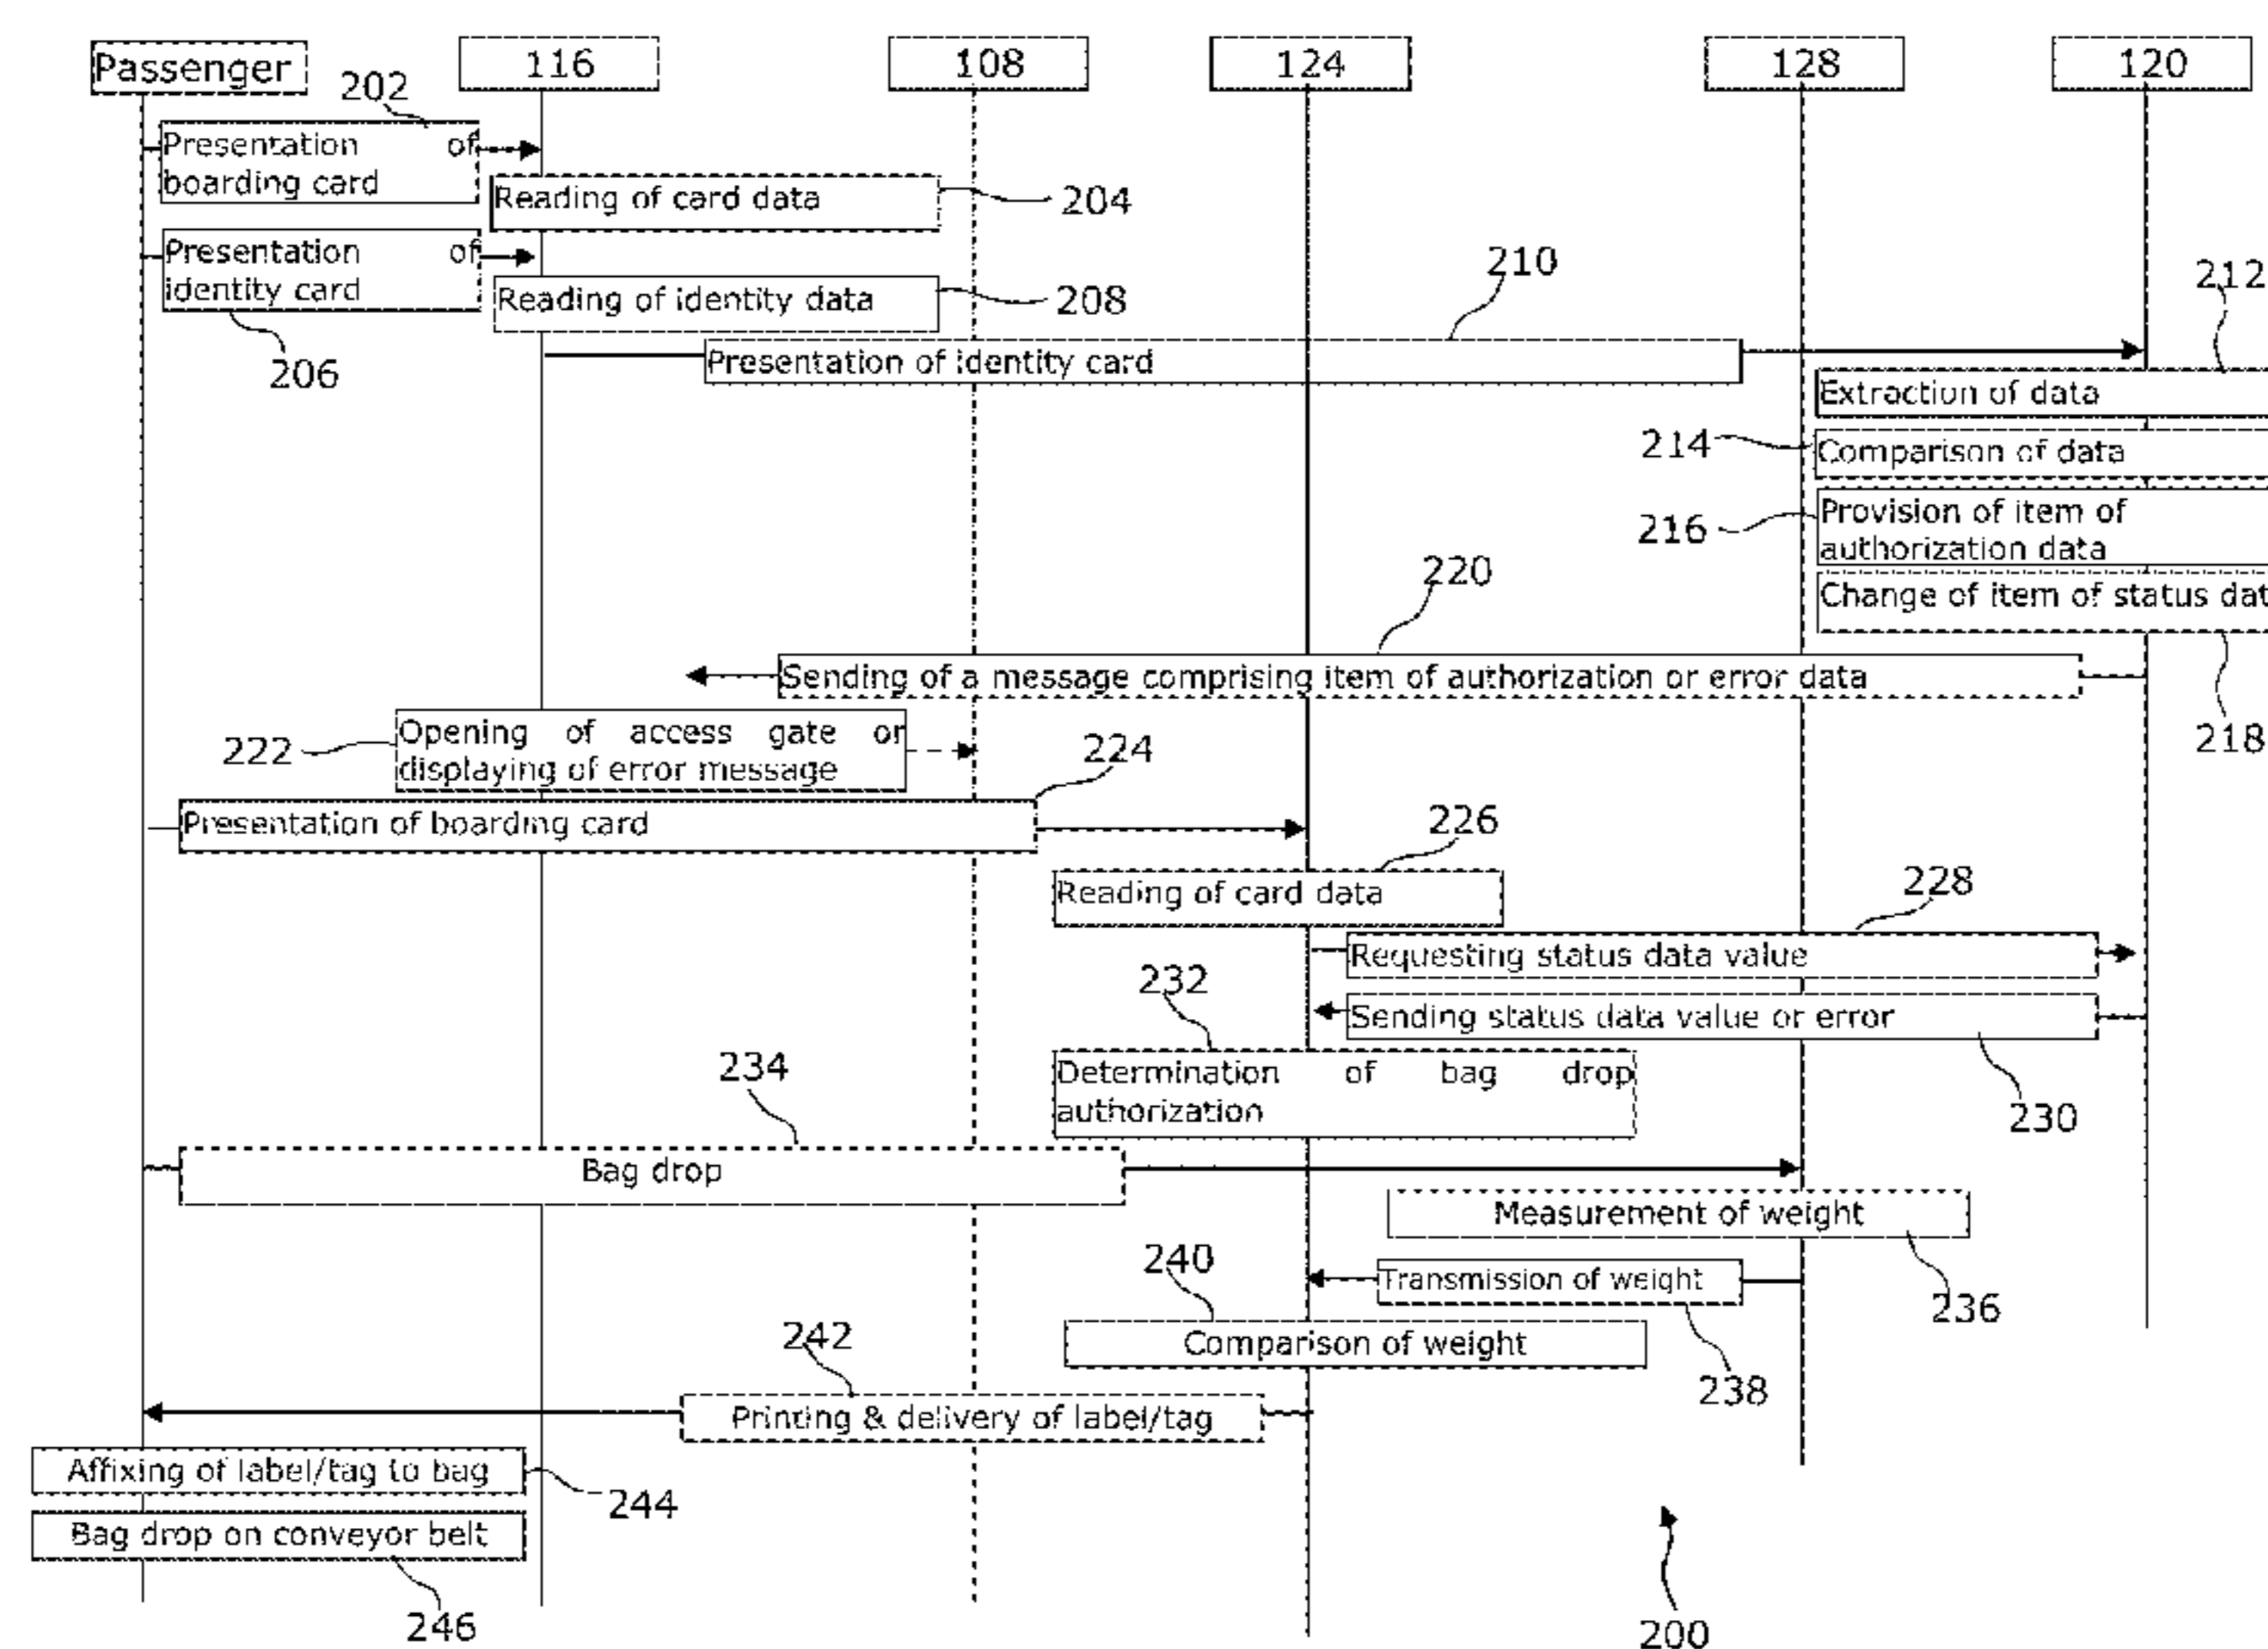 Passenger 116 108 124 128 120
202
Presentation of
boarding card
Reading of card data
204
Presentation of
identity card
206
Reading of identity data
208
210
Presentation of identity card
212
Extraction of data
214
Comparison of data
216
Provision of item of
authorization data
Change of item of status dat
218
220
Sending of a message comprising item of authorization or error data
222
Opening of access gate or
displaying of error message
224
Presentation of boarding card
226
Reading of card data
228
Requesting status data value
Sending status data value or error
230
232
Determination of bag drop
authorization
234
Bag drop
Measurement of weight
236
Transmission of weight
238
240
Comparison of weight
242
Printing & delivery of label/tag
Affixing of label/tag to bag
244
Bag drop on conveyor belt
246
200